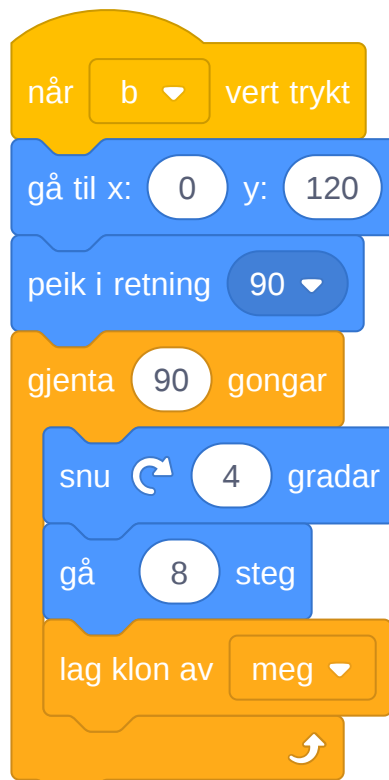 når b vert trykt
gå til x: 0 y: 120
peik i retning 90
gjenta 90 gongar
snu 4 gradar
gå 8 steg
lag klon av meg